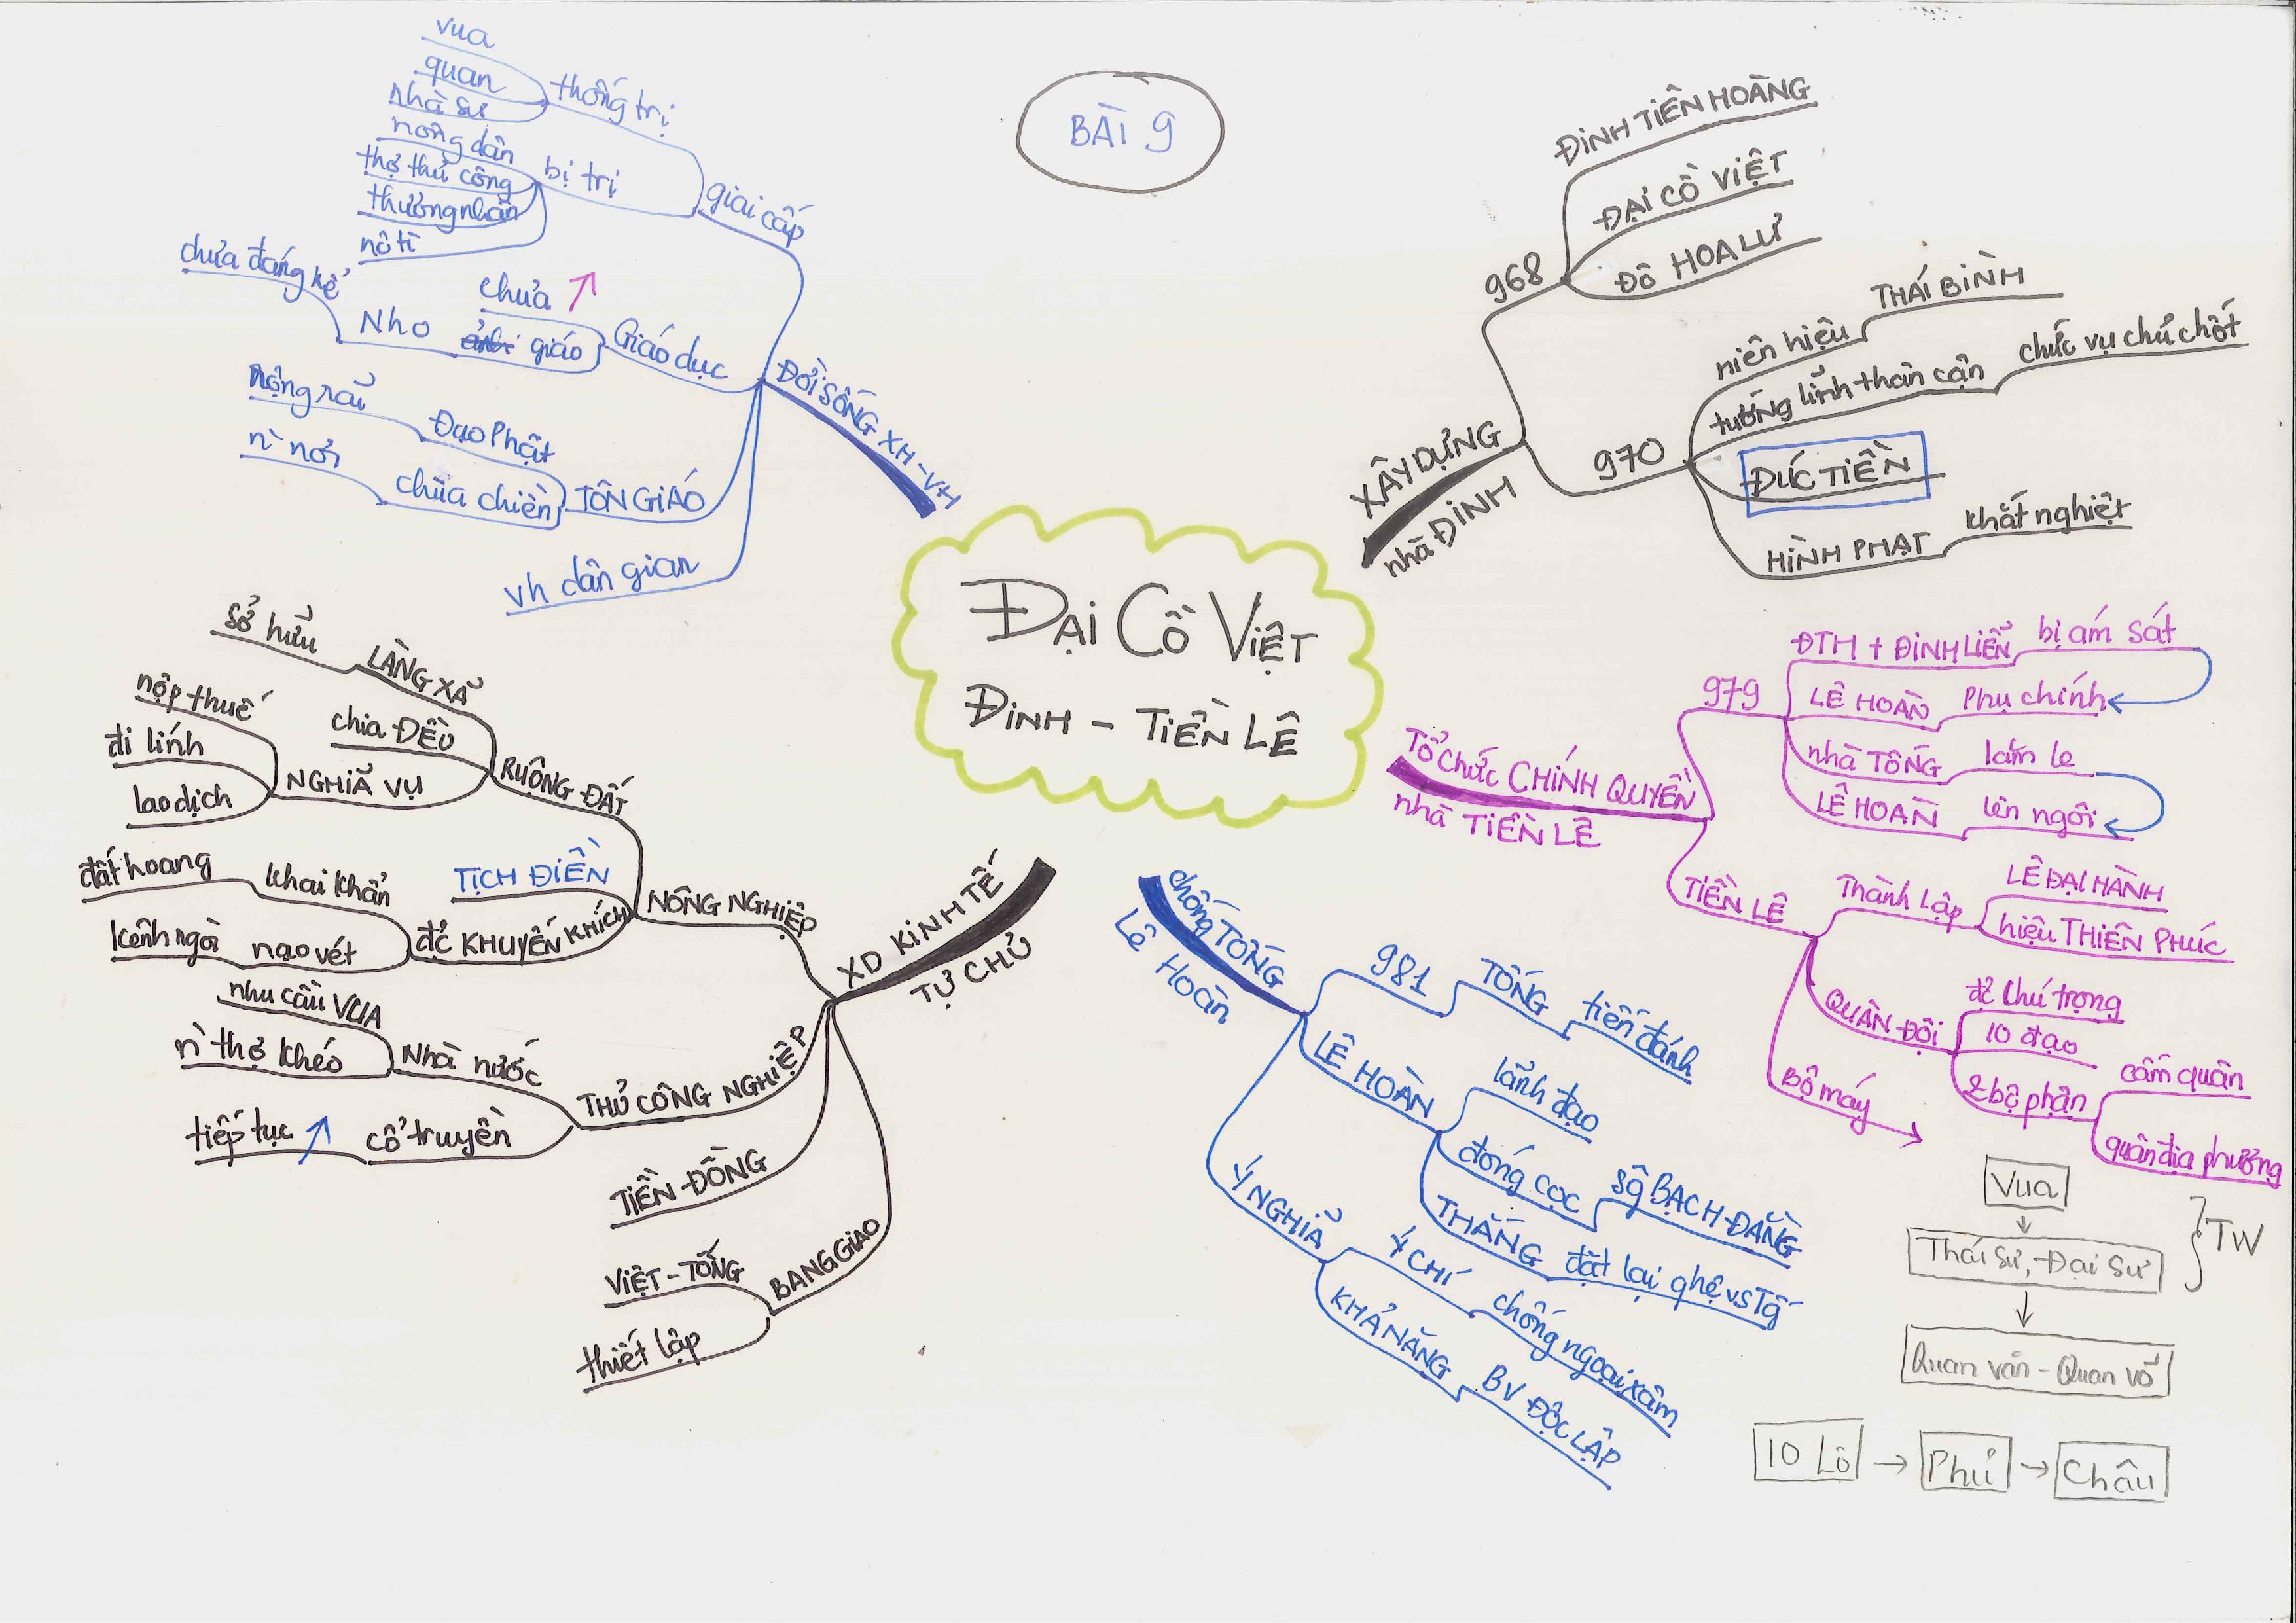 BÀI 9
Đại Cồ Việt
Đinh - Tiền Lê
XÂY DỰNG
nhà ĐINH
968
ĐINH TIÊN HOÀNG
ĐẠI CỒ VIỆT
ĐÔ HOA LƯ
970
niên hiệu THÁI BÌNH
tướng lĩnh thân cận chức vụ chủ chốt
ĐÚC TIỀN
HÌNH PHẠT khắt nghiệt
Tổ chức CHÍNH QUYỀN
nhà TIỀN LÊ
979
ĐTH + ĐINH LIỄN bị ám sát
LÊ HOÀN Phụ chính
nhà TỐNG lăm le
LÊ HOÀN lên ngôi
TIỀN LÊ
Thành Lập
LÊ ĐẠI HÀNH
hiệu THIÊN PHÚC
QUÂN ĐỘI
đc chú trọng
10 đạo
2 bộ phận
cấm quân
quân địa phương
Bộ máy
Vua
Thái Sư, Đại Sư
TW
Quan văn - Quan võ
10 Lộ → Phủ → Châu
chống TỐNG
Lê Hoàn
981 TỐNG tiến đánh
LÊ HOÀN
lãnh đạo
đóng cọc sg BẠCH ĐẰNG
THẮNG đặt lại qhệ vs Tg
Ý NGHĨA
Ý CHÍ chống ngoại xâm
KHẢ NĂNG BV ĐỘC LẬP
XD KINH TẾ
TỰ CHỦ
NÔNG NGHIỆP
RUỘNG ĐẤT
LÀNG XÃ sở hữu
chia ĐỀU
NGHĨA VỤ
nộp thuế
đi lính
lao dịch
TỊCH ĐIỀN
đc KHUYẾN KHÍCH
khai khẩn đất hoang
nạo vét kênh ngòi
THỦ CÔNG NGHIỆP
Nhà nước
nhu cầu VUA
n` thợ khéo
cổ truyền tiếp tục ↗
TIỀN ĐỒNG
BANG GIAO
VIỆT - TỐNG
thiết lập
ĐỜI SỐNG XH - VH
giai cấp
thống trị
vua
quan
nhà sư
bị trị
nông dân
thợ thủ công
thương nhân
nô tì
Giáo dục
chưa ↗
Nho giáo chưa đáng kể
TÔN GIÁO
Đạo Phật rộng rãi
chùa chiền n` nơi
vh dân gian